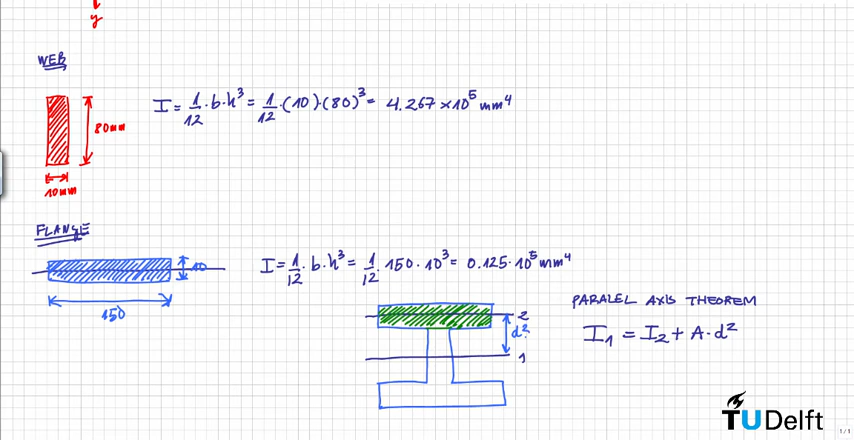 y
WEB
I = 1/12 · b · h³ = 1/12 · (10) · (80)³ = 4.267 × 10⁵ mm⁴
80mm
10mm
FLANGE
I = 1/12 · b · h³ = 1/12 · 150 · 10³ = 0.125 · 10⁵ mm⁴
10
150
PARALEL AXIS THEOREM
I₁ = I₂ + A · d²
2
d?
1
TU Delft
1/1